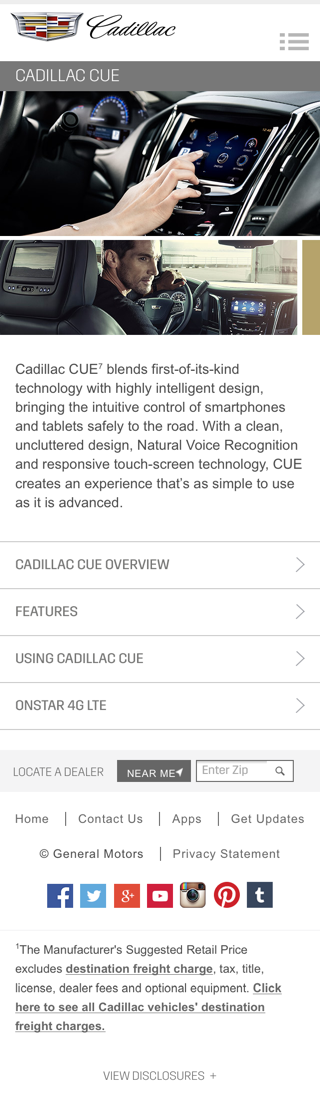 Cadillac
CADILLAC CUE
Cadillac CUE7 blends first-of-its-kind
technology with highly intelligent design,
bringing the intuitive control of smartphones
and tablets safely to the road. With a clean,
uncluttered design, Natural Voice Recognition
and responsive touch-screen technology, CUE
creates an experience that's as simple to use
as it is advanced.
CADILLAC CUE OVERVIEW
FEATURES
USING CADILLAC CUE
ONSTAR 4G LTE
LOCATE A DEALER NEAR ME Enter Zip
Home | Contact Us | Apps | Get Updates
© General Motors | Privacy Statement
1The Manufacturer's Suggested Retail Price
excludes destination freight charge, tax, title,
license, dealer fees and optional equipment. Click
here to see all Cadillac vehicles' destination
freight charges.
VIEW DISCLOSURES +